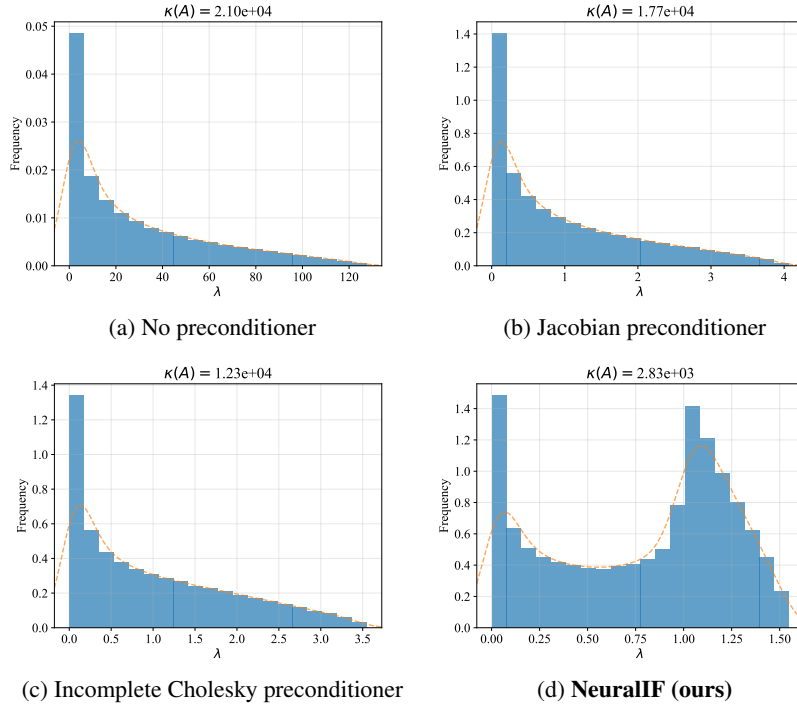 κ(A) = 2.10e+04
Frequency
0.05
0.04
0.03
0.02
0.01
0.00
0 20 40 60 80 100 120
λ
(a) No preconditioner
κ(A) = 1.77e+04
Frequency
1.4
1.2
1.0
0.8
0.6
0.4
0.2
0.0
0 1 2 3 4
λ
(b) Jacobian preconditioner
κ(A) = 1.23e+04
Frequency
1.4
1.2
1.0
0.8
0.6
0.4
0.2
0.0
0.0 0.5 1.0 1.5 2.0 2.5 3.0 3.5
λ
(c) Incomplete Cholesky preconditioner
κ(A) = 2.83e+03
Frequency
1.4
1.2
1.0
0.8
0.6
0.4
0.2
0.0
0.00 0.25 0.50 0.75 1.00 1.25 1.50
λ
(d) NeuralIF (ours)